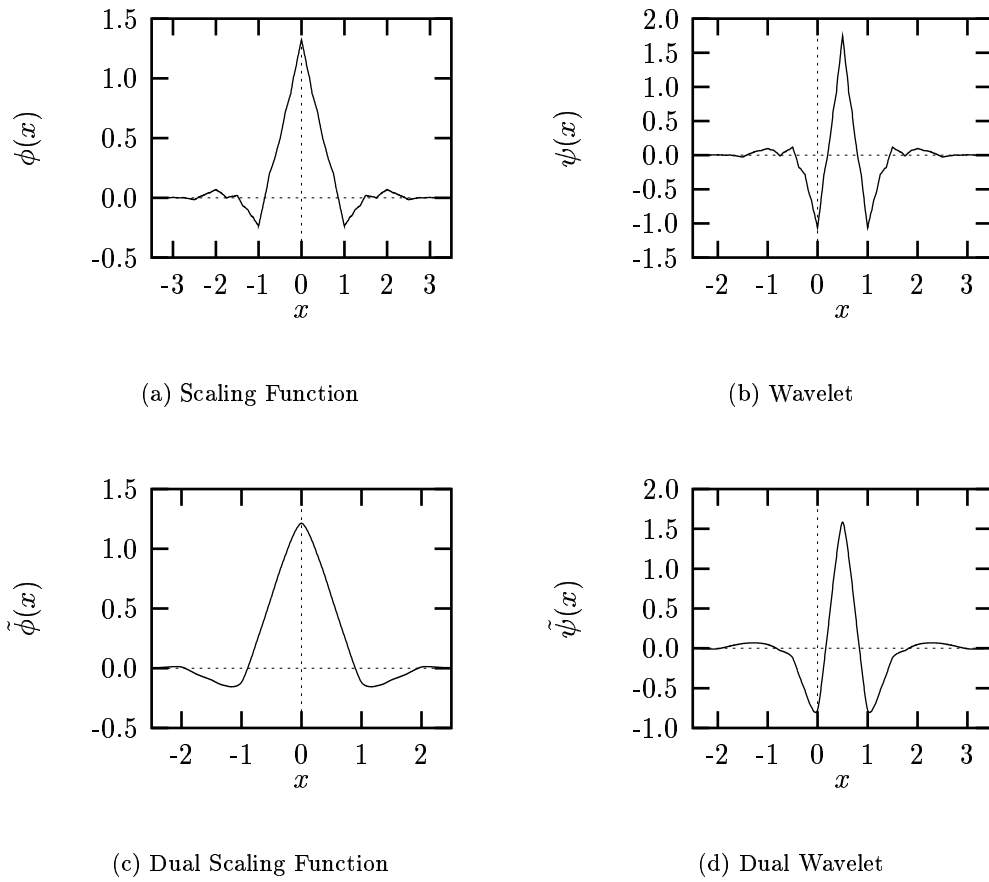 1.5
1.0
0.5
0.0
-0.5
ϕ(x)
-3 -2 -1 0 1 2 3
x
(a) Scaling Function
2.0
1.5
1.0
0.5
0.0
-0.5
-1.0
-1.5
ψ(x)
-2 -1 0 1 2 3
x
(b) Wavelet
1.5
1.0
0.5
0.0
-0.5
ϕ̃(x)
-2 -1 0 1 2
x
(c) Dual Scaling Function
2.0
1.5
1.0
0.5
0.0
-0.5
-1.0
ψ̃(x)
-2 -1 0 1 2 3
x
(d) Dual Wavelet